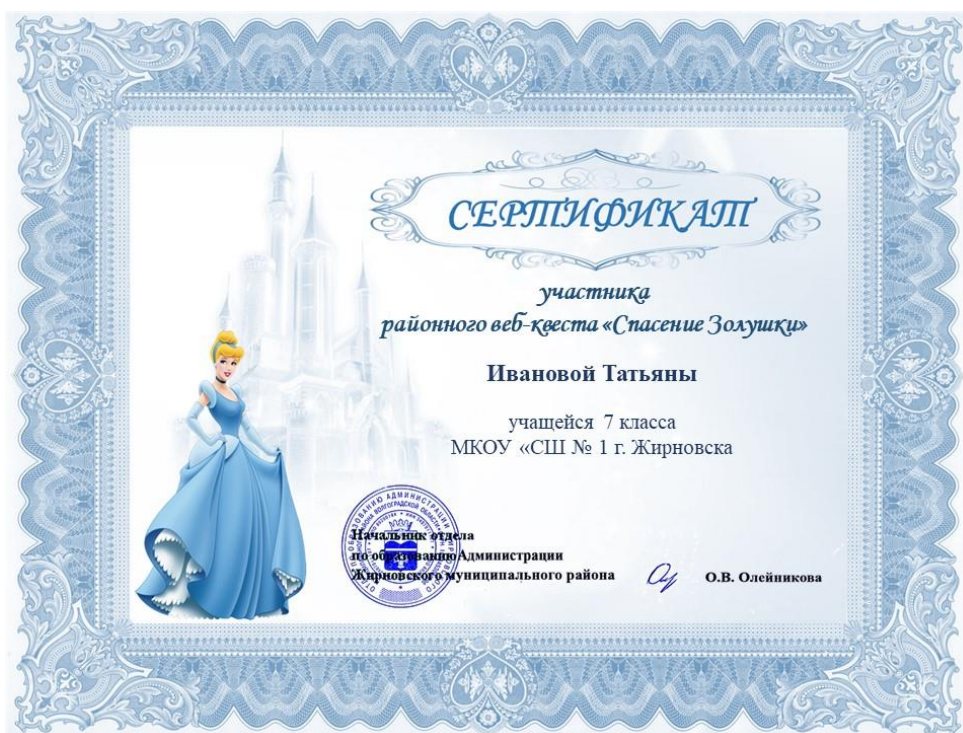 СЕРТИФИКАТ
участника
районного веб-квеста «Спасение Золушки»
Ивановой Татьяны
учащейся 7 класса
МКОУ «СШ № 1 г. Жирновска
Начальник отдела
по образованию Администрации
Жирновского муниципального района
О.В. Олейникова